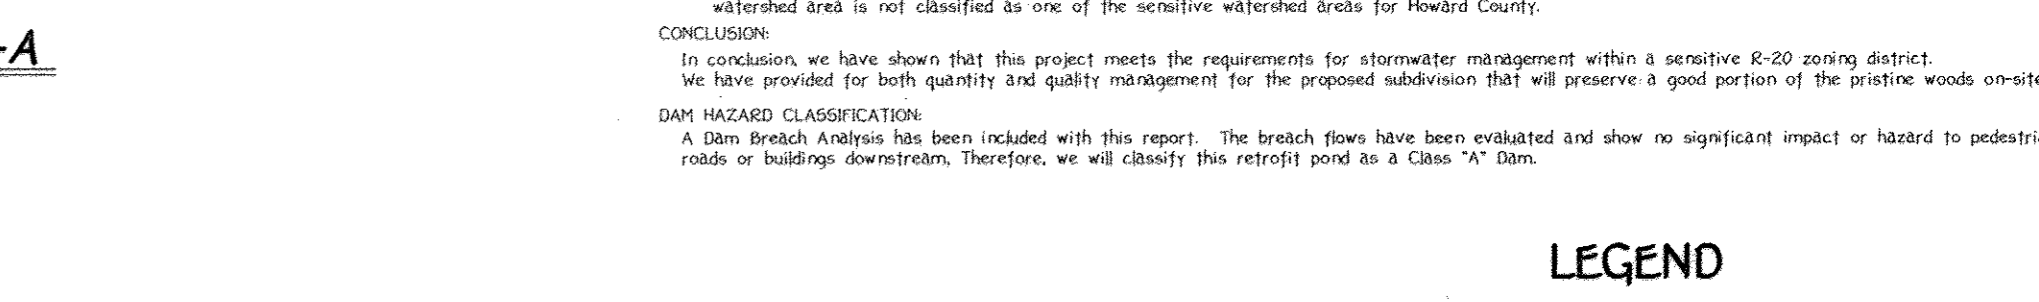 watershed area is not classified as one of the sensitive watershed areas for Howard County.
-A
CONCLUSION:
In conclusion, we have shown that this project meets the requirements for stormwater management within a sensitive R-20 zoning district.
We have provided for both quantity and quality management for the proposed subdivision that will preserve a good portion of the pristine woods on-site
DAM HAZARD CLASSIFICATION:
A Dam Breach Analysis has been included with this report. The breach flows have been evaluated and show no significant impact or hazard to pedestri
roads or buildings downstream, Therefore, we will classify this retrofit pond as a Class "A" Dam.
LEGEND